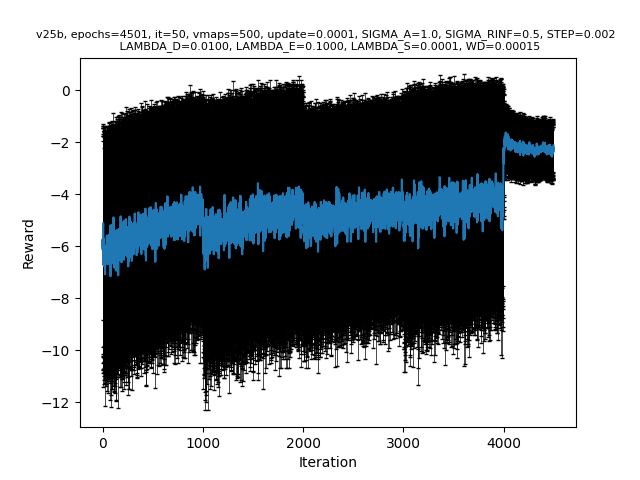 v25b, epochs=4501, it=50, vmaps=500, update=0.0001, SIGMA_A=1.0, SIGMA_RINF=0.5, STEP=0.002
LAMBDA_D=0.0100, LAMBDA_E=0.1000, LAMBDA_S=0.0001, WD=0.00015
0
−2
−4
−6
−8
−10
−12
Reward
0 1000 2000 3000 4000
Iteration